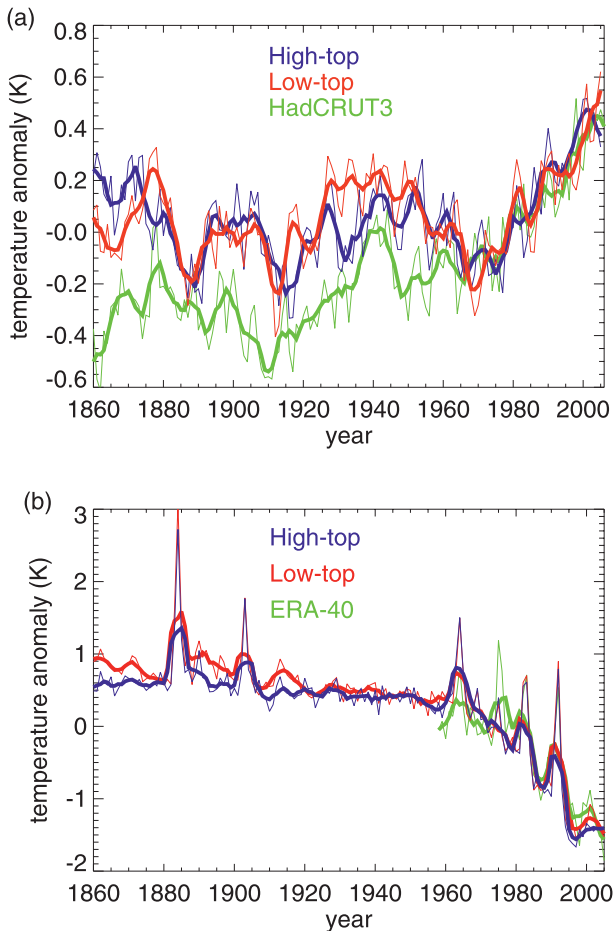 (a)
0.8
0.6
0.4
0.2
-0.0
-0.2
-0.4
-0.6
temperature anomaly (K)
High-top
Low-top
HadCRUT3
1860 1880 1900 1920 1940 1960 1980 2000
year
(b)
3
2
1
0
-1
-2
temperature anomaly (K)
High-top
Low-top
ERA-40
1860 1880 1900 1920 1940 1960 1980 2000
year